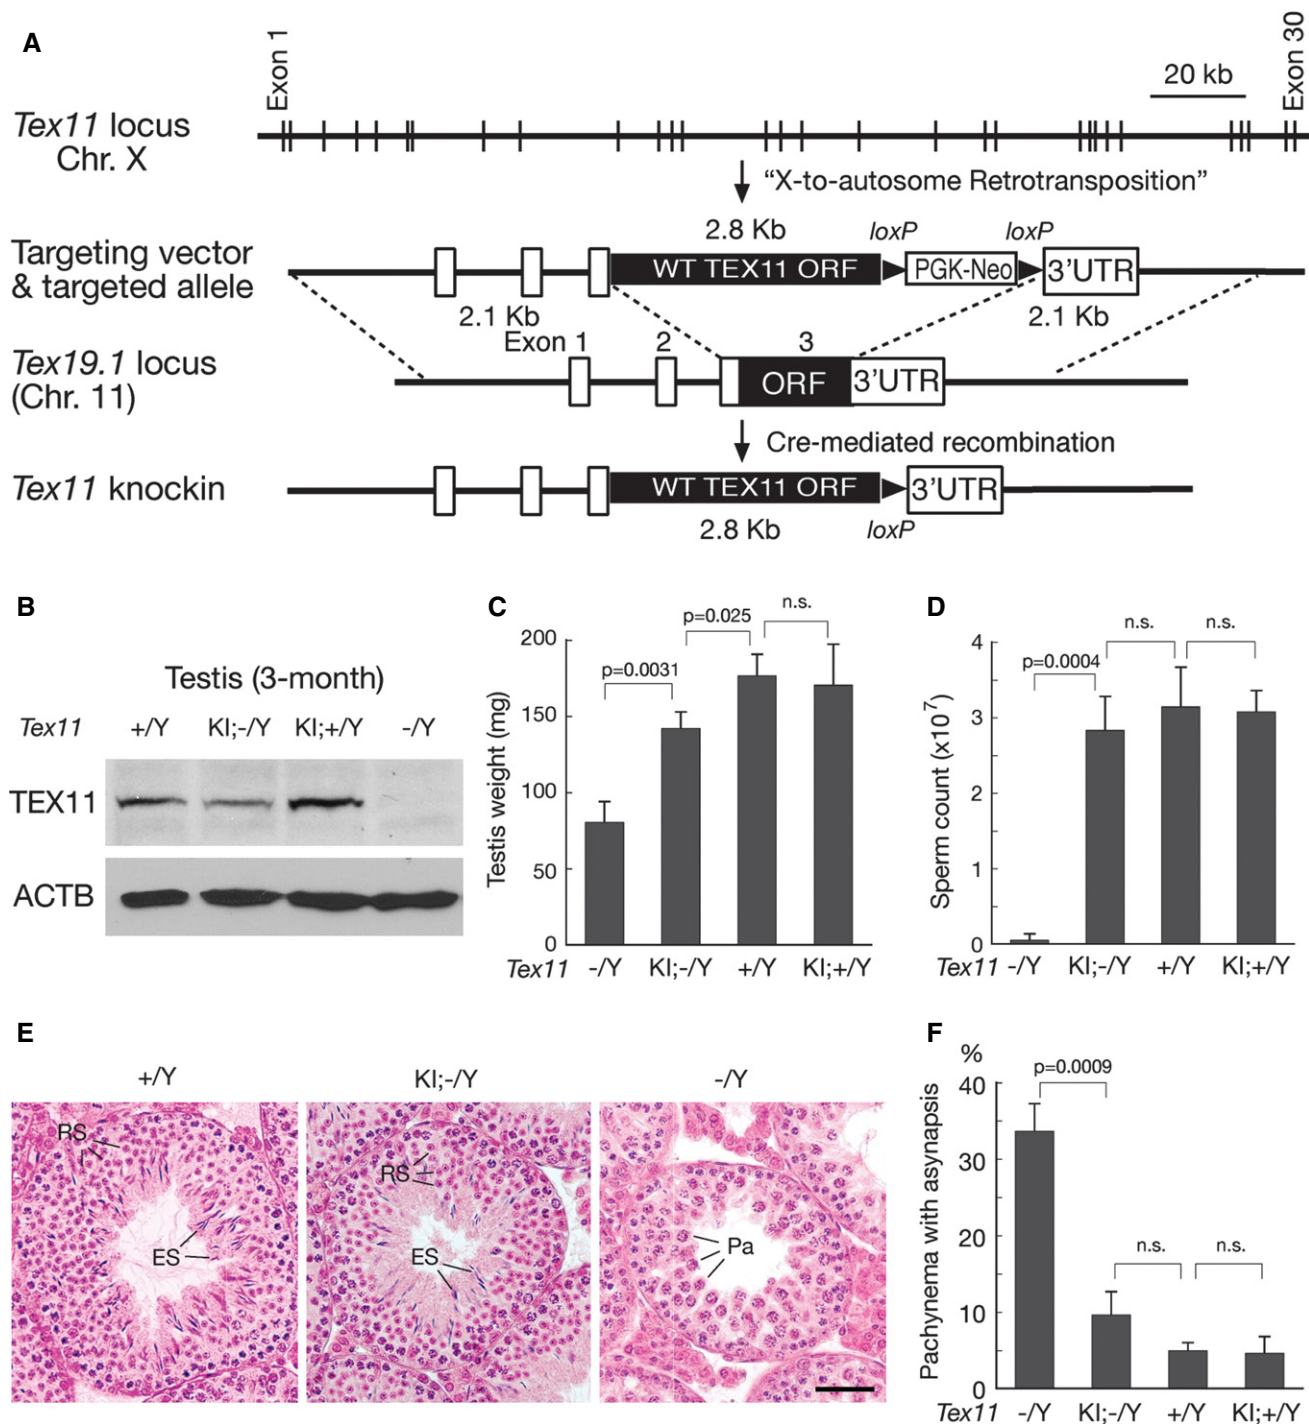 A
Exon 1
Exon 30
20 kb
Tex11 locus
Chr. X
“X-to-autosome Retrotransposition”
Targeting vector
& targeted allele
2.8 Kb
loxP
loxP
WT TEX11 ORF
PGK-Neo
3’UTR
2.1 Kb
2.1 Kb
Tex19.1 locus
(Chr. 11)
Exon 1
2
3
ORF
3’UTR
Cre-mediated recombination
Tex11 knockin
WT TEX11 ORF
3’UTR
2.8 Kb
loxP
B
Testis (3-month)
Tex11 +/Y KI;-/Y KI;+/Y -/Y
TEX11
ACTB
C
Testis weight (mg)
200
150
100
50
0
p=0.0031
p=0.025
n.s.
Tex11 -/Y KI;-/Y +/Y KI;+/Y
D
Sperm count (x10⁷)
4
3
2
1
0
p=0.0004
n.s.
n.s.
Tex11 -/Y KI;-/Y +/Y KI;+/Y
E
+/Y
KI;-/Y
-/Y
RS
ES
RS
ES
Pa
F
%
Pachynema with asynapsis
40
30
20
10
0
p=0.0009
n.s.
n.s.
Tex11 -/Y KI;-/Y +/Y KI;+/Y